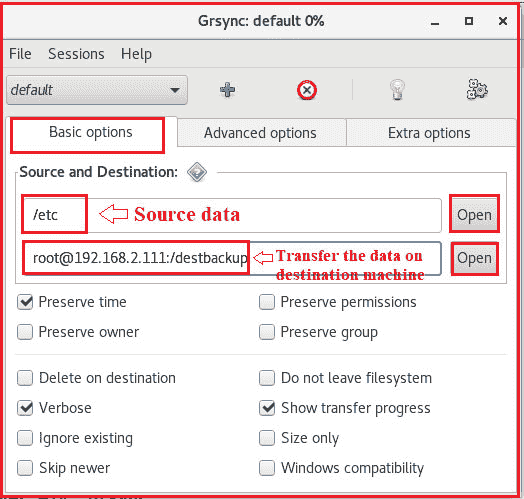 Grsync: default 0%
File Sessions Help
default
Basic options Advanced options Extra options
Source and Destination:
/etc Source data Open
root@192.168.2.111:/destbackup Transfer the data on Open
destination machine
Preserve time Preserve permissions
Preserve owner Preserve group
Delete on destination Do not leave filesystem
Verbose Show transfer progress
Ignore existing Size only
Skip newer Windows compatibility